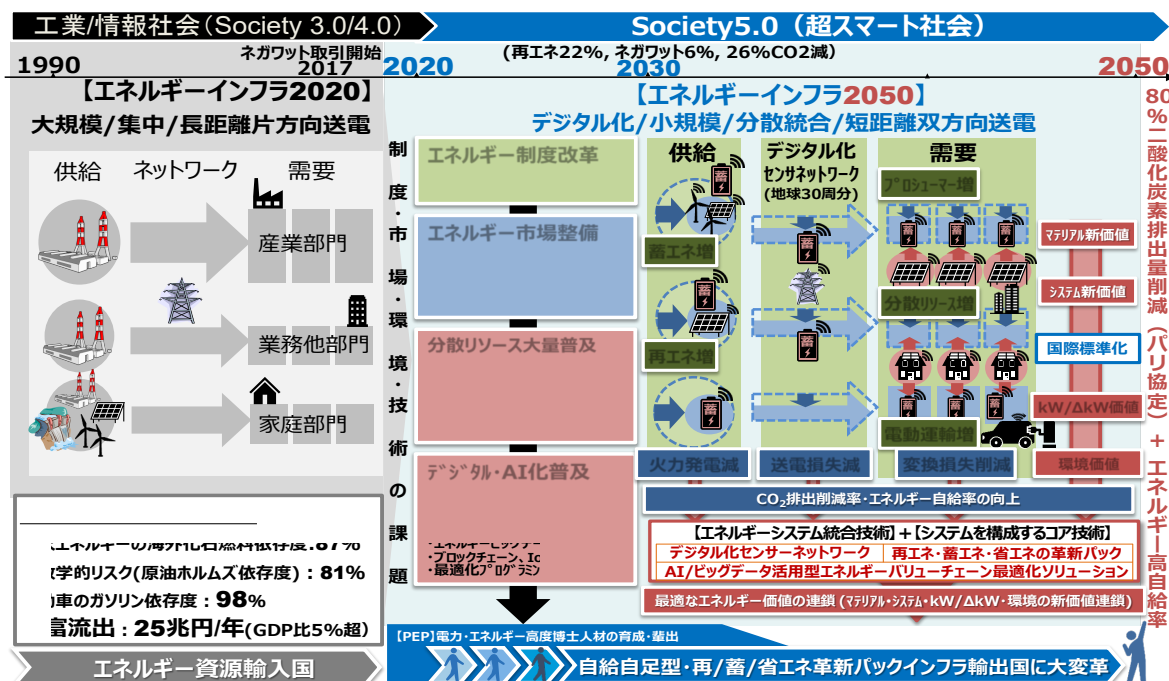 工業/情報社会(Society 3.0/4.0)
Society5.0(超スマート社会)
ネガワット取引開始
(再エネ22%, ネガワット6%, 26%CO2減)
1990
2017
2020
2030
2050
【エネルギーインフラ2020】
大規模/集中/長距離片方向送電
供給
ネットワーク
需要
産業部門
業務他部門
家庭部門
【エネルギーインフラ2050】
デジタル化/小規模/分散統合/短距離双方向送電
制度・市場・環境・技術の課題
エネルギー制度改革
エネルギー市場整備
分散リソース大量普及
デジタル・AI化普及
・ブロックチェーン、
・最適化プログラミン
供給
デジタル化
センサネットワーク
(地球30周分)
需要
プロシューマー増
蓄
蓄
蓄
蓄
蓄
蓄エネ増
蓄
蓄
分散リソース増
再エネ増
蓄
蓄
蓄
蓄
電動運輸増
火力発電減
送電損失減
変換損失削減
マテリアル新価値
システム新価値
国際標準化
kW/ΔkW価値
環境価値
80%二酸化炭素排出量削減(パリ協定)+エネルギー高自給率
CO₂排出削減率・エネルギー自給率の向上
【エネルギーシステム統合技術】+【システムを構成するコア技術】
デジタル化センサーネットワーク
再エネ・蓄エネ・省エネの革新パック
AI/ビッグデータ活用型エネルギーバリューチェーン最適化ソリューション
最適なエネルギー価値の連鎖(マテリアル・システム・kW/ΔkW・環境の新価値連鎖)
エネルギーの海外化石燃料依存度:87%
学的リスク(原油ホルムズ依存度):81%
車のガソリン依存度:98%
富流出:25兆円/年(GDP比5%超)
エネルギー資源輸入国
【PEP】電力・エネルギー高度博士人材の育成・輩出
自給自足型・再/蓄/省エネ革新パックインフラ輸出国に大変革